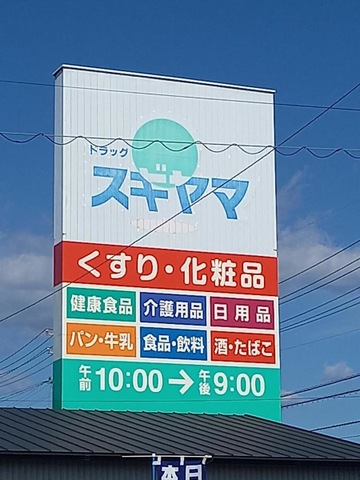 ドラッグ
スギヤマ
くすり・化粧品
健康食品 介護用品 日用品
パン・牛乳 食品・飲料 酒・たばこ
午前10:00→午後9:00
本日